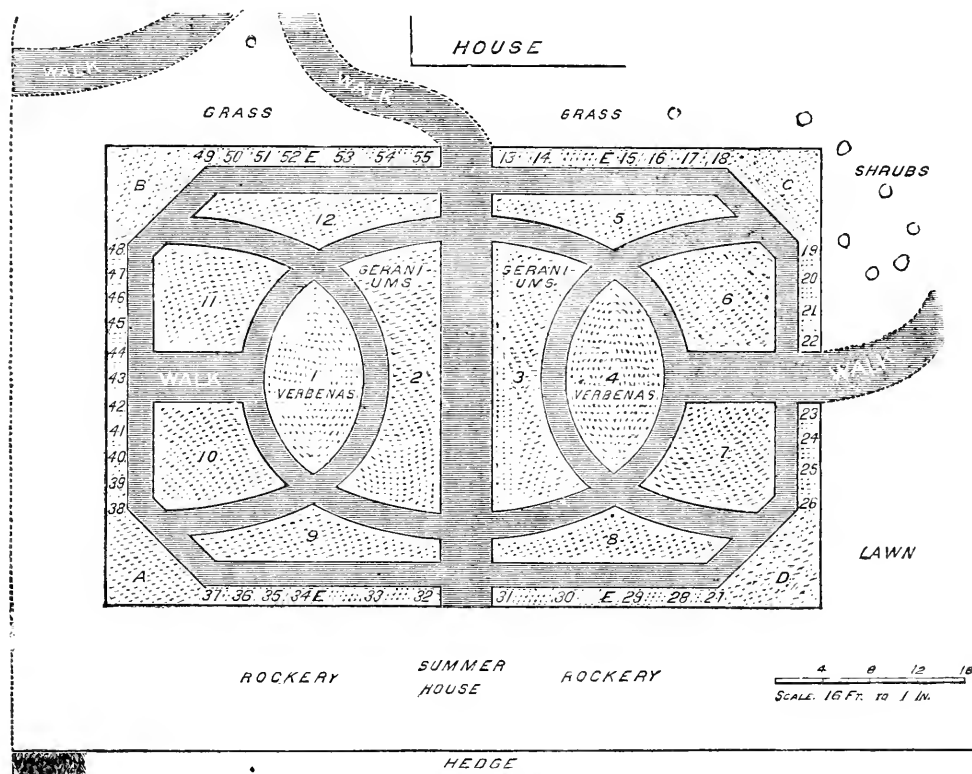 HOUSE
WALK
WALK
GRASS
GRASS
49 50 51 52 E 53 54 55 13 14 E 15 16 17 18
SHRUBS
B
C
12
5
48
19
GERANI-
UMS
GERANI-
UMS
47
20
46
11
6
21
45
22
44
WALK
1
VERBENAS
2
3
4
VERBENAS
WALK
43
42
23
41
24
10
7
40
25
39
26
38
9
8
LAWN
A
D
37 36 35 34 E 33 32 31 30 E 29 28 27
ROCKERY
SUMMER
HOUSE
ROCKERY
4 8 12 16
SCALE. 16 FT. TO 1 IN.
HEDGE